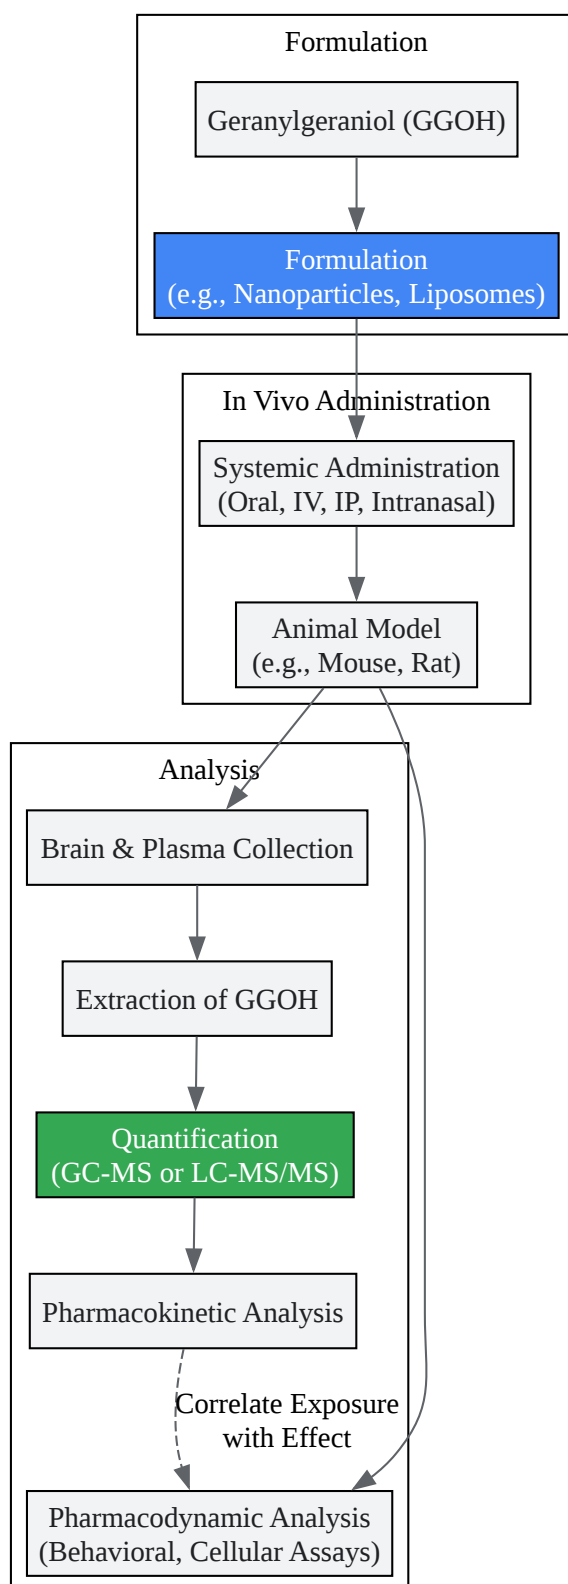 Formulation
Geranylgeraniol (GGOH)
Formulation
(e.g., Nanoparticles, Liposomes)
In Vivo Administration
Systemic Administration
(Oral, IV, IP, Intranasal)
Animal Model
(e.g., Mouse, Rat)
Analysis
Brain & Plasma Collection
Extraction of GGOH
Quantification
(GC-MS or LC-MS/MS)
Pharmacokinetic Analysis
Correlate Exposure
with Effect
Pharmacodynamic Analysis
(Behavioral, Cellular Assays)